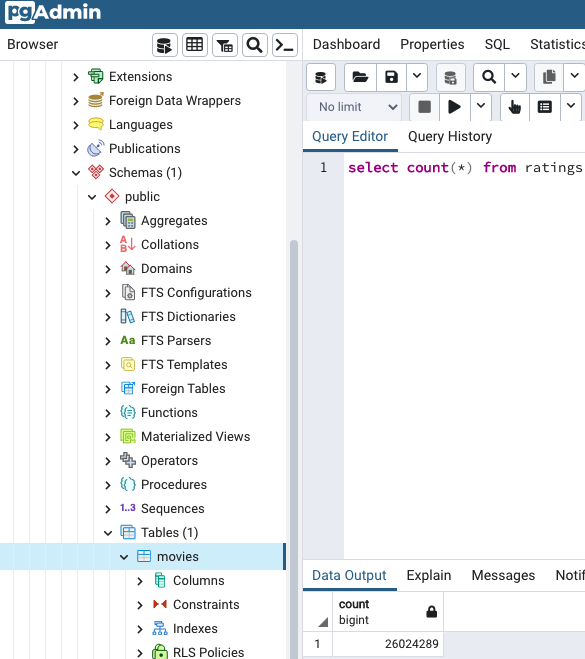 pgAdmin
Browser
Dashboard Properties SQL Statistics
No limit
Query Editor Query History
1 select count(*) from ratings
Extensions
Foreign Data Wrappers
Languages
Publications
Schemas (1)
public
Aggregates
Collations
Domains
FTS Configurations
FTS Dictionaries
Aa FTS Parsers
FTS Templates
Foreign Tables
Functions
Materialized Views
Operators
Procedures
1..3 Sequences
Tables (1)
movies
Columns
Constraints
Indexes
RLS Policies
Data Output Explain Messages Notif
count
bigint
1 26024289